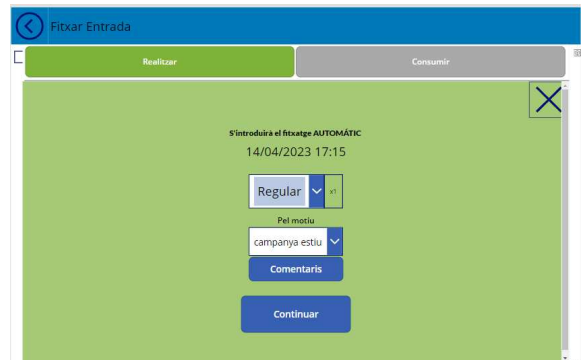 Fitxar Entrada
Realitzar
Consumir
S'introduirà el fitxatge AUTOMÁTIC
14/04/2023 17:15
Regular
x1
Pel motiu
campanya estiu
Comentaris
Continuar